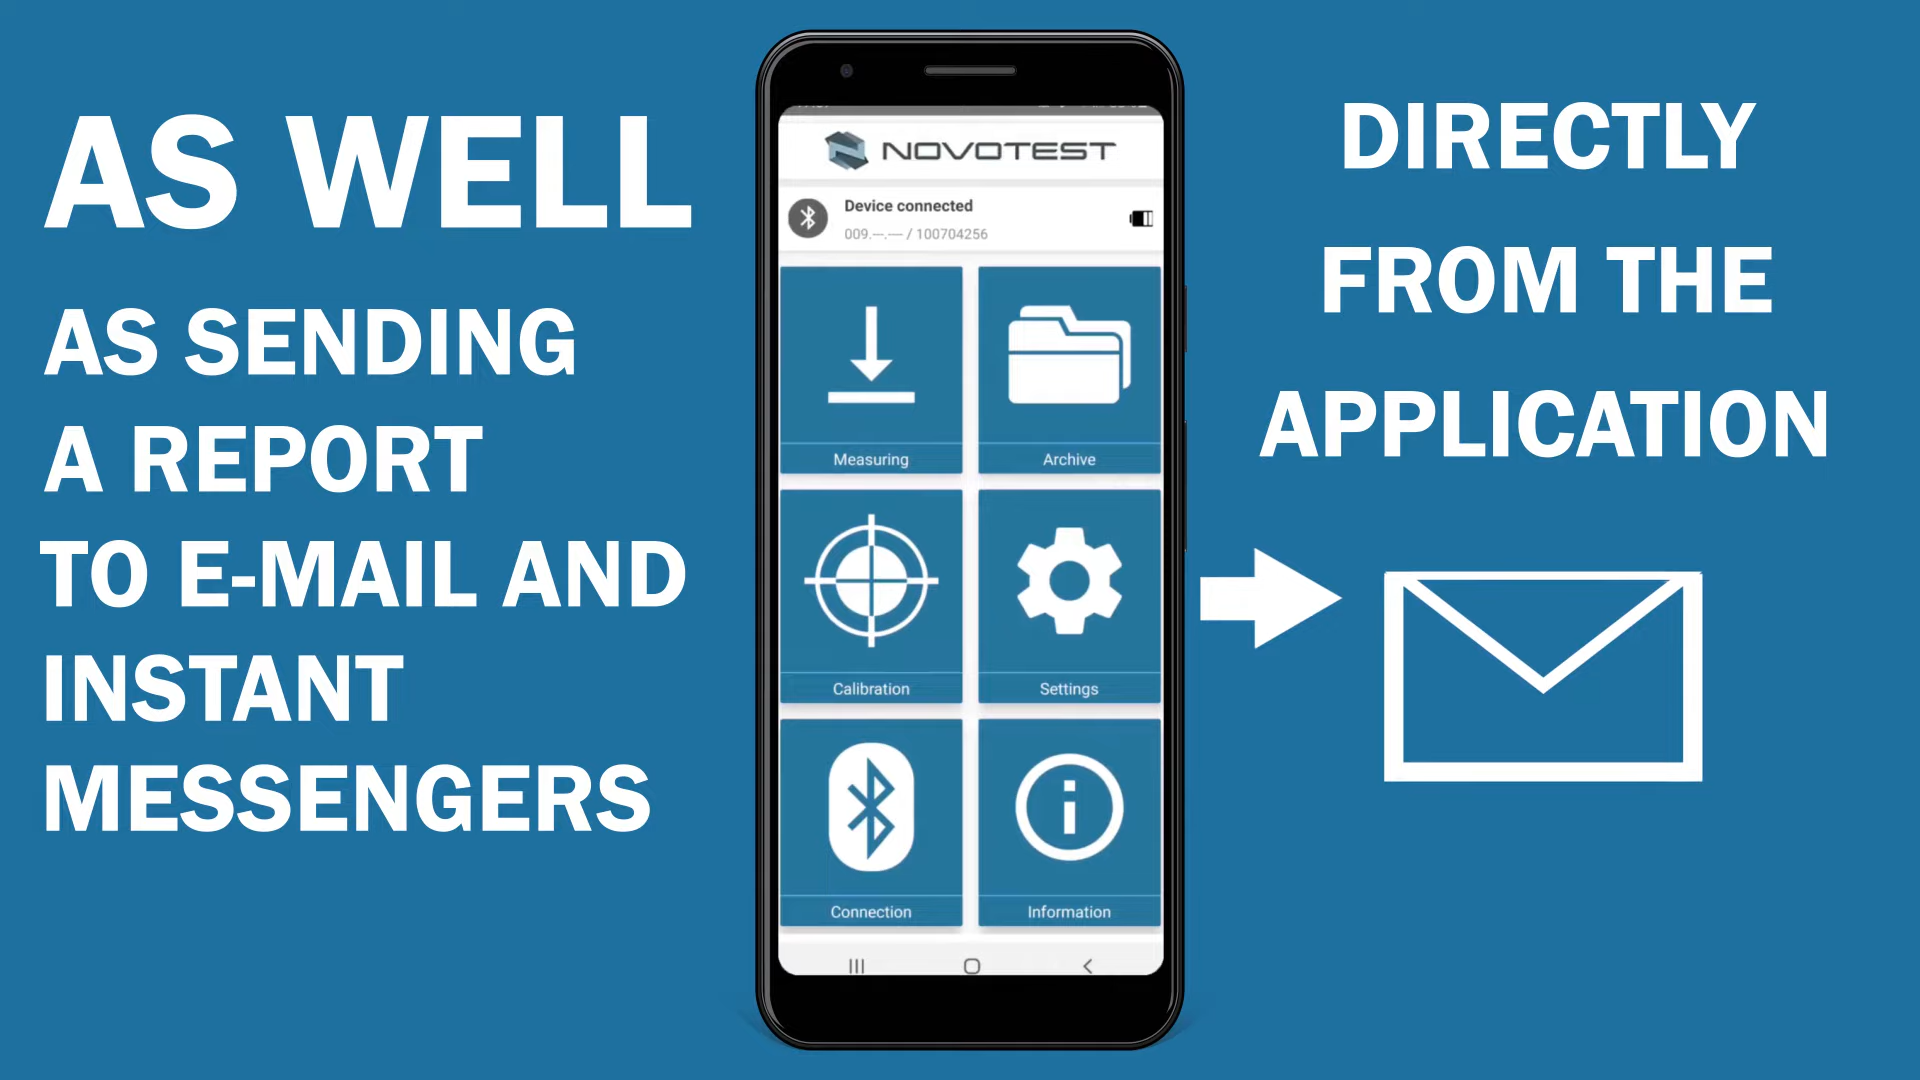 AS WELL
AS SENDING
A REPORT
TO E-MAIL AND
INSTANT
MESSENGERS
NOVOTEST
Device connected
009.--.--- / 100704256
Measuring
Archive
Calibration
Settings
Connection
Information
DIRECTLY
FROM THE
APPLICATION